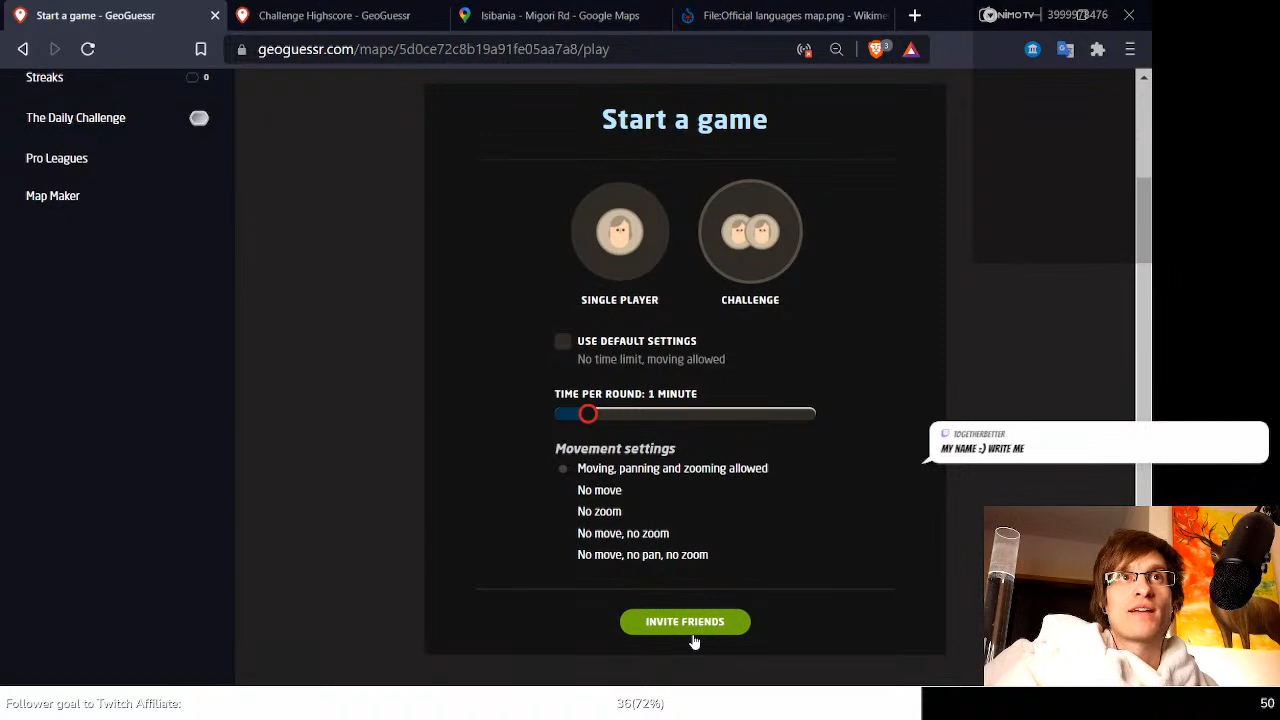 Start a game - GeoGuessr
Challenge Highscore - GeoGuessr
Isibania - Migori Rd - Google Maps
File:Official languages map.png - Wikime
NIMO TV
geoguessr.com/maps/5d0ce72c8b19a91fe05aa7a8/play
3
Streaks
0
The Daily Challenge
Pro Leagues
Map Maker
Start a game
SINGLE PLAYER
CHALLENGE
USE DEFAULT SETTINGS
No time limit, moving allowed
TIME PER ROUND: 1 MINUTE
Movement settings
Moving, panning and zooming allowed
No move
No zoom
No move, no zoom
No move, no pan, no zoom
INVITE FRIENDS
TOGETHERBETTER
MY NAME :) WRITE ME
Follower goal to Twitch Affiliate:
36(72%)
50